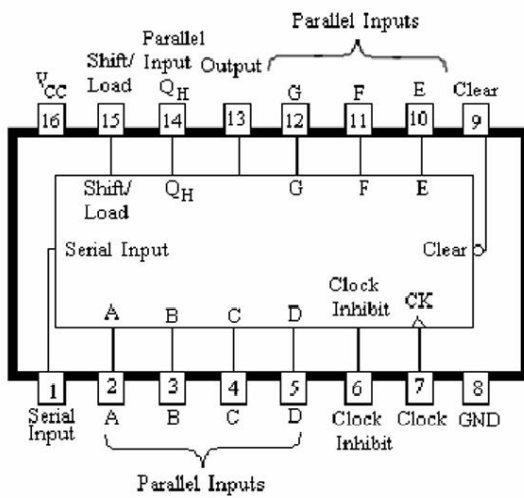 Parallel Inputs
Parallel
Shift/ Input Output
VCC Load QH G F E Clear
16 15 14 13 12 11 10 9
Shift/ QH G F E
Load
Serial Input Clear
Clock CK
A B C D Inhibit
1 2 3 4 5 6 7 8
Serial A B C D Clock Clock GND
Input Inhibit
Parallel Inputs